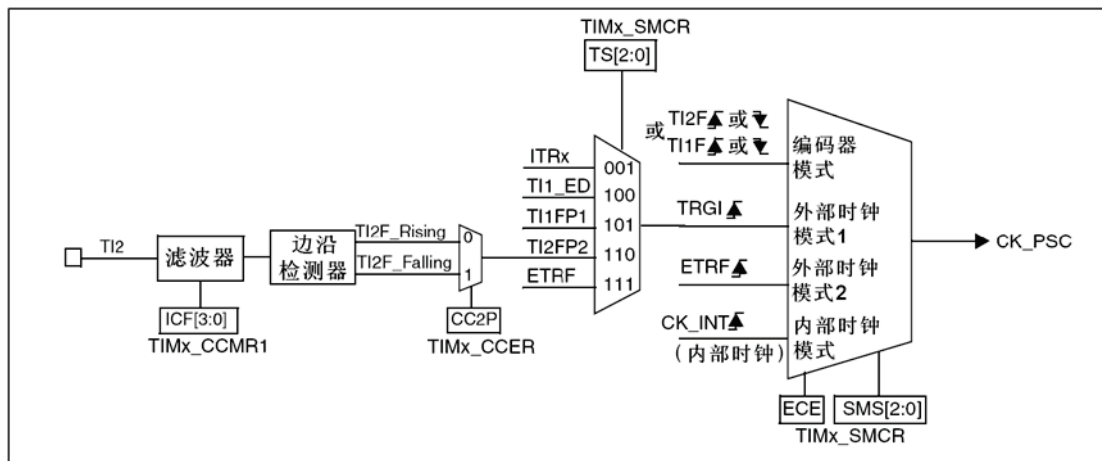 TIMx_SMCR
TS[2:0]
TI2F 或
或
TI1F 或
编码器
模式
ITRx
001
TI1_ED
100
TI1FP1
101
TI2FP2
110
ETRF
111
TRGI
外部时钟
模式1
CK_PSC
TI2
滤波器
边沿
检测器
TI2F_Rising
0
TI2F_Falling
1
ETRF
外部时钟
模式2
ICF[3:0]
TIMx_CCMR1
CC2P
TIMx_CCER
CK_INT
(内部时钟)
内部时钟
模式
ECE
SMS[2:0]
TIMx_SMCR